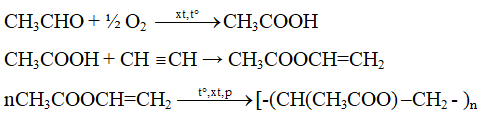 CH₃CHO + ½ O₂ —xt,t°→ CH₃COOH
CH₃COOH + CH ≡CH → CH₃COOCH=CH₂
nCH₃COOCH=CH₂ —t°,xt,p→ [-(CH(CH₃COO)–CH₂ - )ₙ